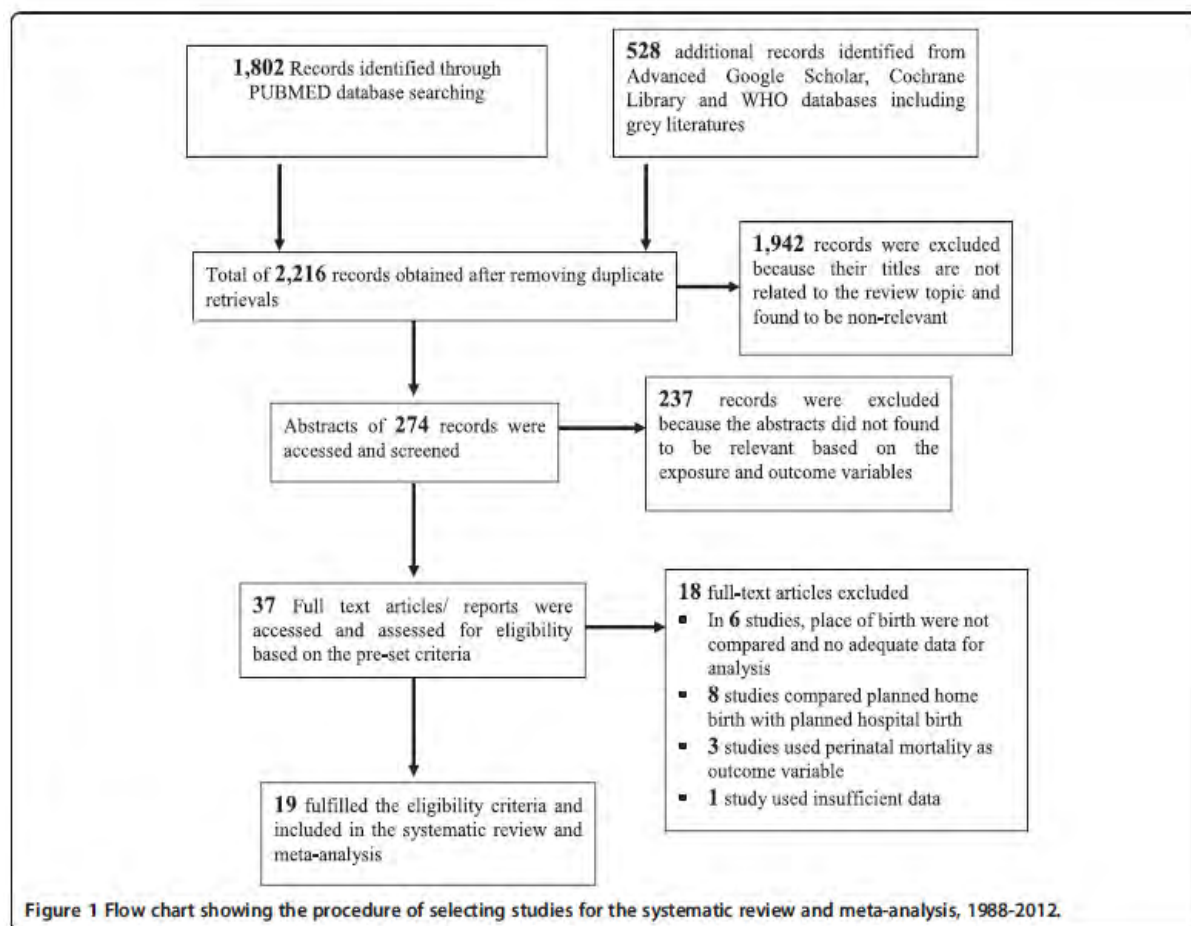 1,802 Records identified through
PUBMED database searching
528 additional records identified from
Advanced Google Scholar, Cochrane
Library and WHO databases including
grey literatures
Total of 2,216 records obtained after removing duplicate
retrievals
1,942 records were excluded
because their titles are not
related to the review topic and
found to be non-relevant
Abstracts of 274 records were
accessed and screened
237 records were excluded
because the abstracts did not found
to be relevant based on the
exposure and outcome variables
37 Full text articles/ reports were
accessed and assessed for eligibility
based on the pre-set criteria
18 full-text articles excluded
▪ In 6 studies, place of birth were not
compared and no adequate data for
analysis
▪ 8 studies compared planned home
birth with planned hospital birth
▪ 3 studies used perinatal mortality as
outcome variable
▪ 1 study used insufficient data
19 fulfilled the eligibility criteria and
included in the systematic review and
meta-analysis
Figure 1 Flow chart showing the procedure of selecting studies for the systematic review and meta-analysis, 1988-2012.